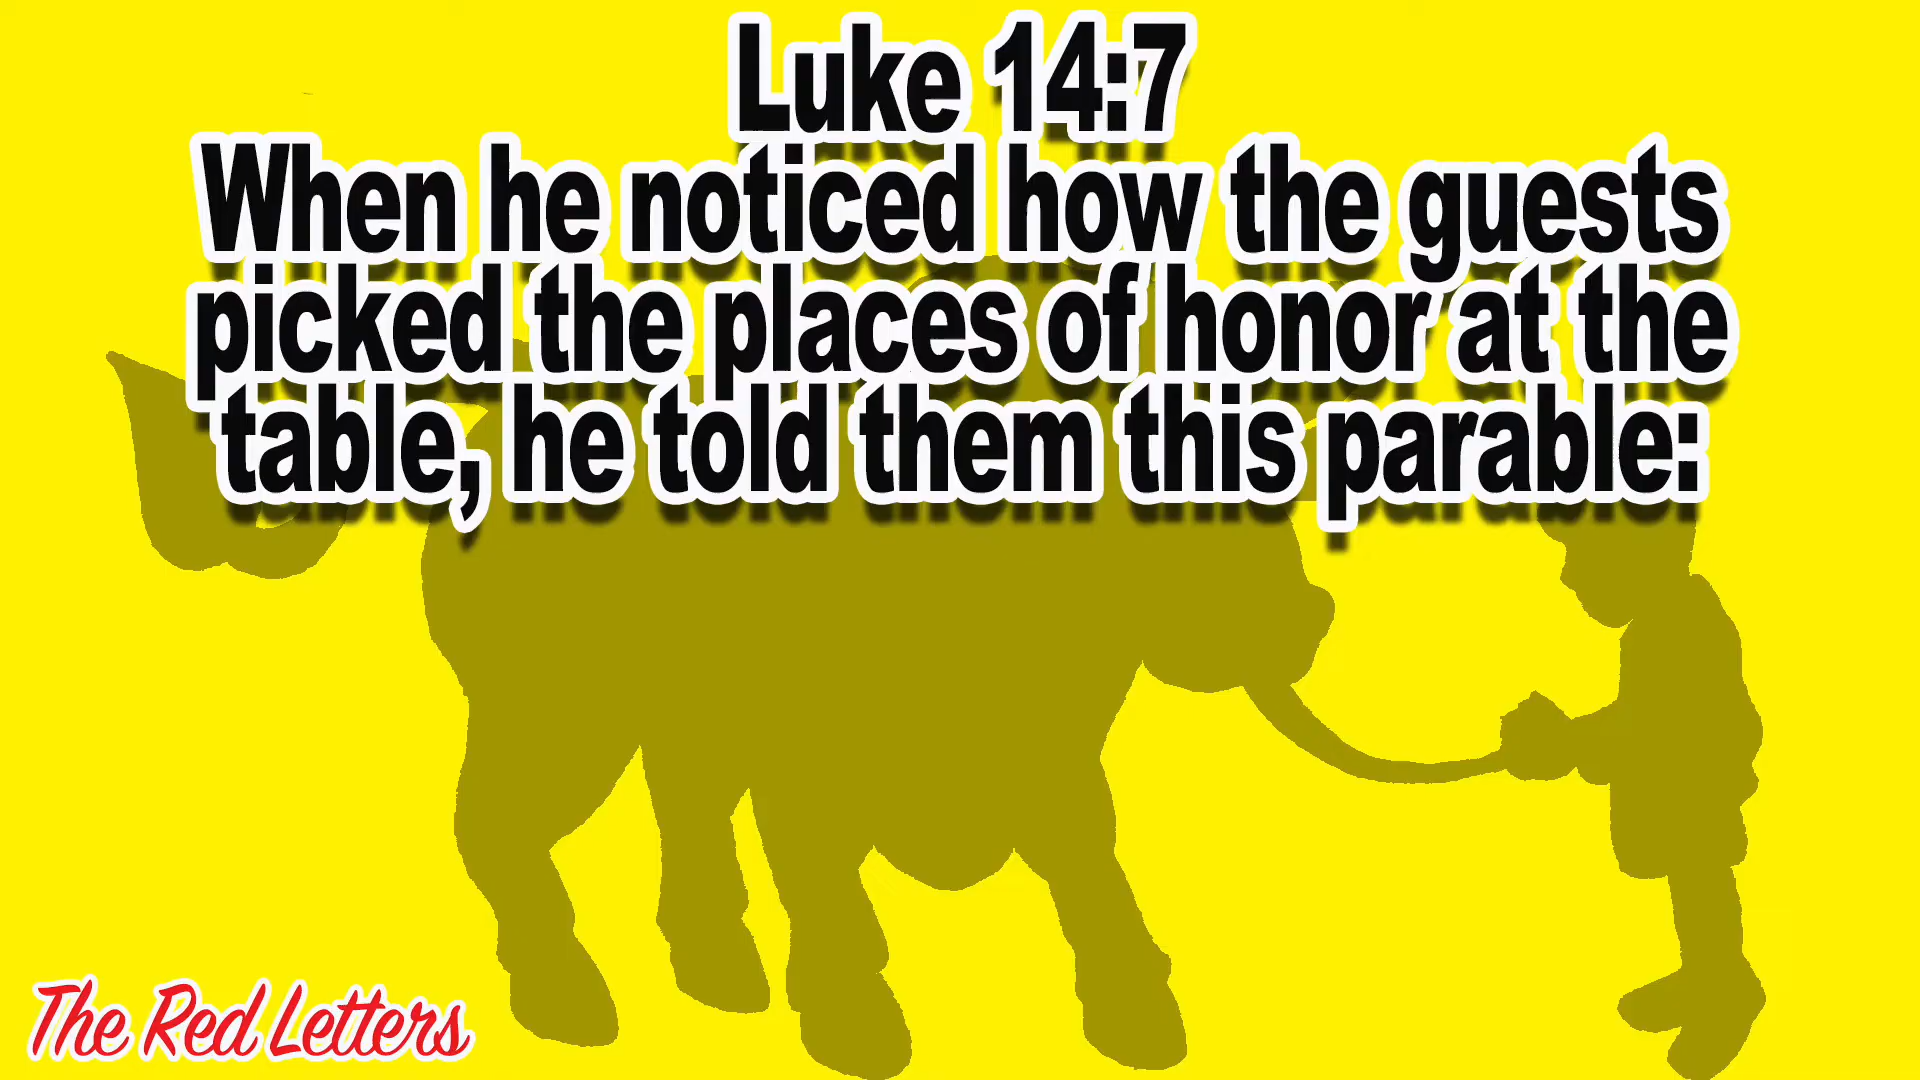 Luke 14:7
When he noticed how the guests
picked the places of honor at the
table, he told them this parable:
The Red Letters